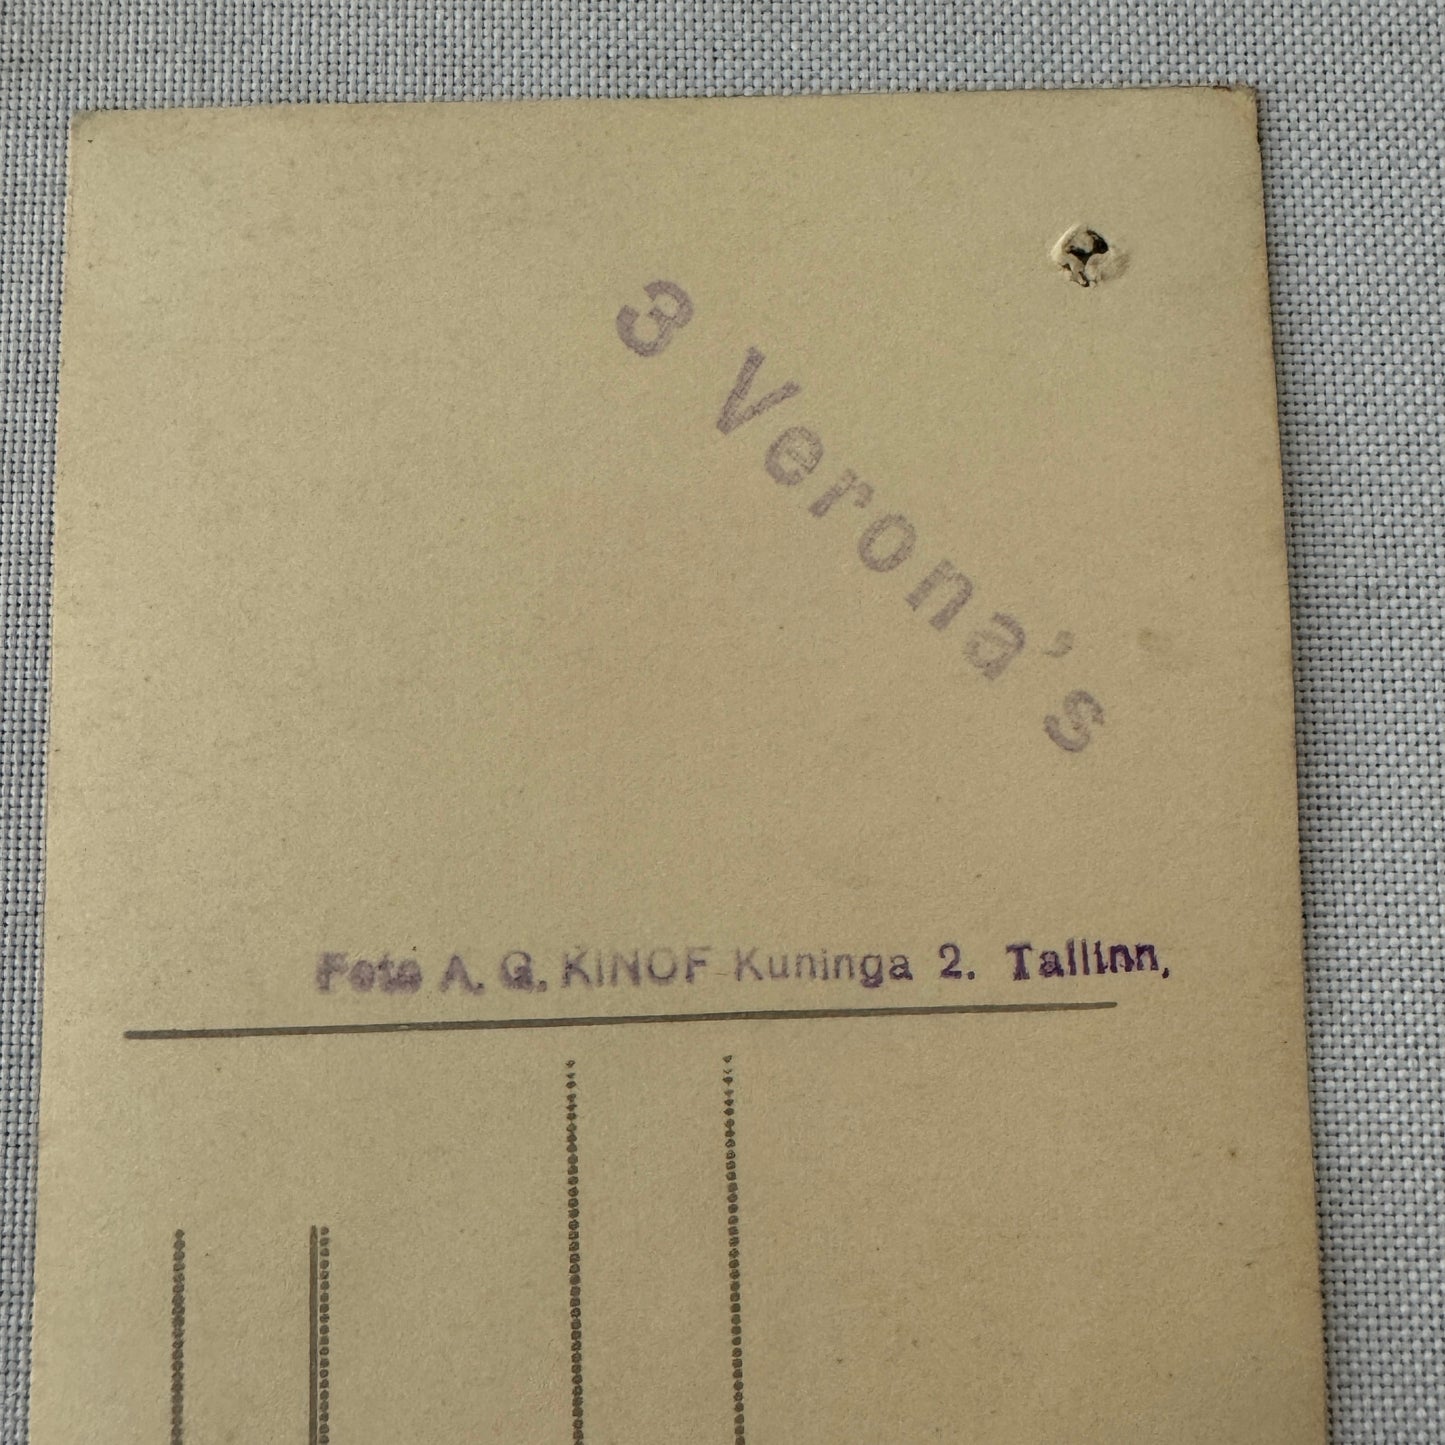 3 Verona's
Foto A. G. KINOF Kuninga 2. Tallinn,